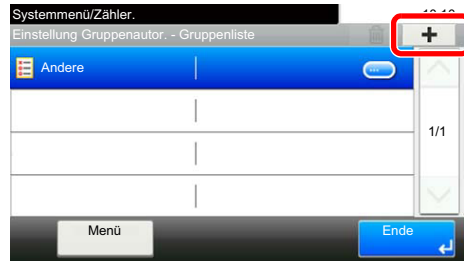 Systemmenü/Zähler.
Einstellung Gruppenautor. - Gruppenliste
+
Andere
1/1
Menü
Ende